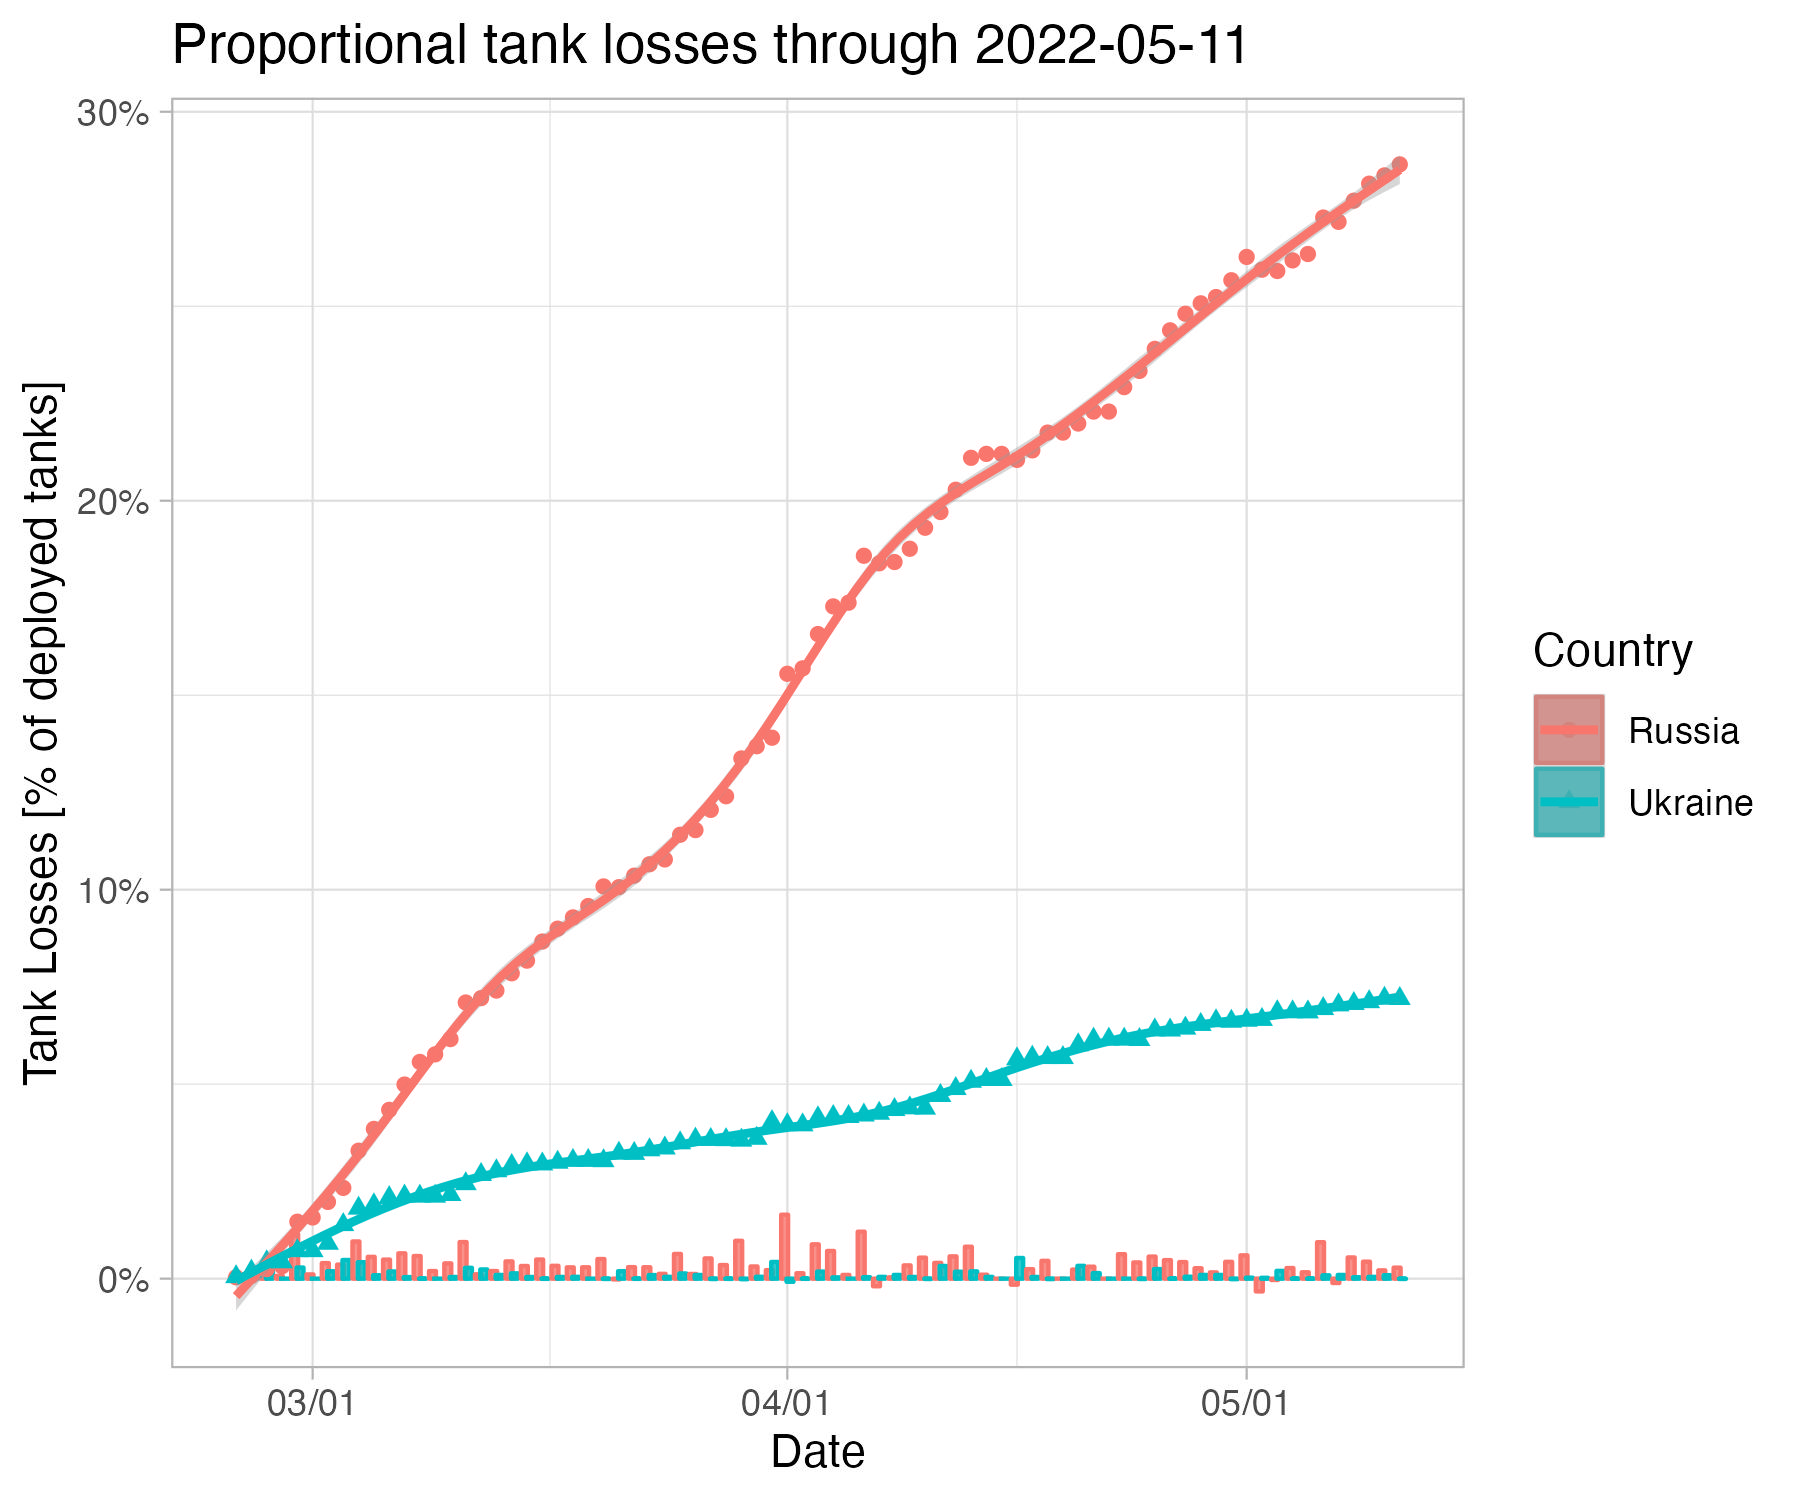 Proportional tank losses through 2022-05-11
Tank Losses [% of deployed tanks]
30%
20%
10%
0%
03/01
04/01
05/01
Date
Country
Russia
Ukraine